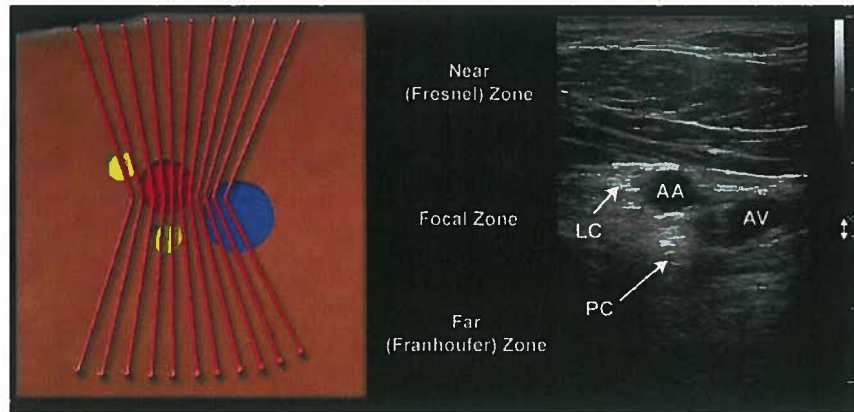 Near
(Fresnel) Zone
Focal Zone
Far
(Franhoufer) Zone
AA
AV
LC
PC